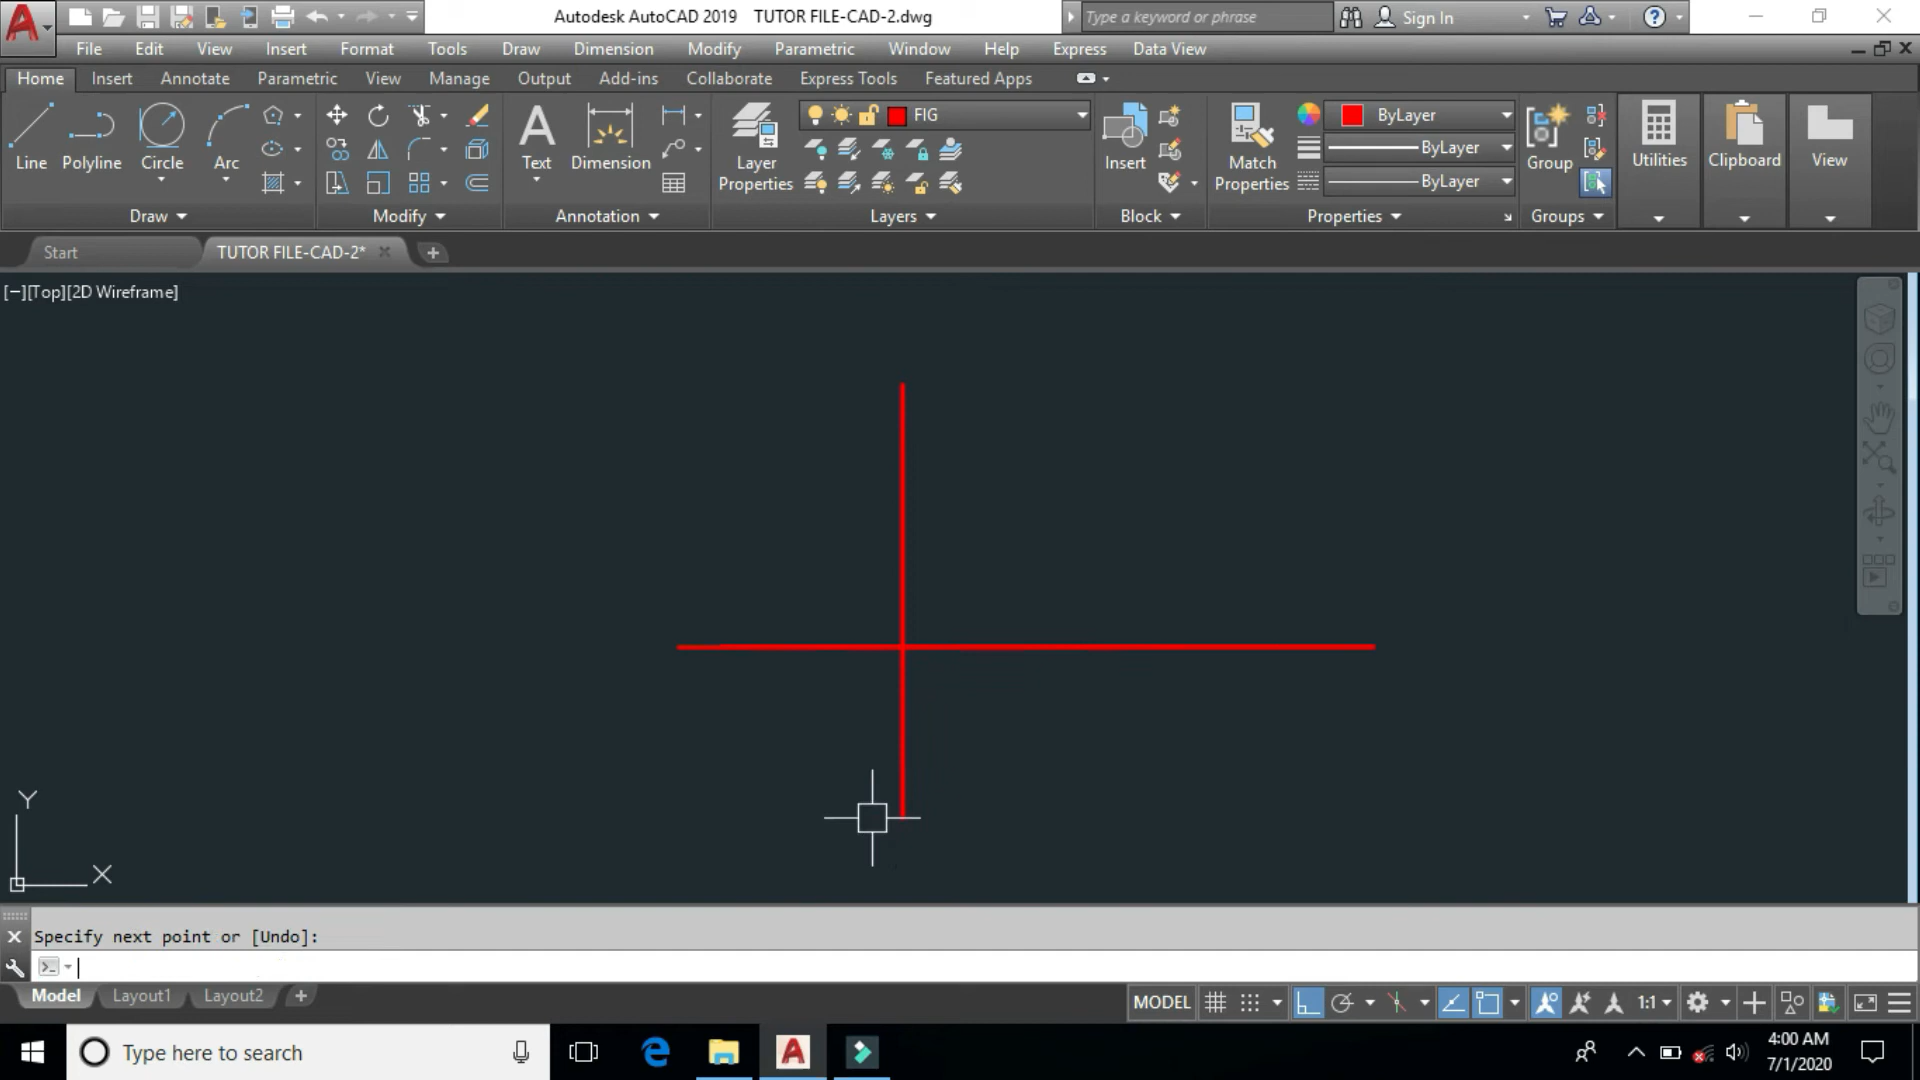 Autodesk AutoCAD 2019 TUTOR FILE-CAD-2.dwg
Type a keyword or phrase
Sign In
File Edit View Insert Format Tools Draw Dimension Modify Parametric Window Help Express Data View
Home Insert Annotate Parametric View Manage Output Add-ins Collaborate Express Tools Featured Apps
FIG
ByLayer
ByLayer
ByLayer
Line Polyline Circle Arc
Text Dimension
Layer
Properties
Insert
Match
Properties
Group
Utilities Clipboard View
Draw Modify Annotation Layers Block Properties Groups
Start TUTOR FILE-CAD-2*
[−][Top][2D Wireframe]
Y
X
Specify next point or [Undo]:
Model Layout1 Layout2
MODEL
1:1
Type here to search
4:00 AM
7/1/2020